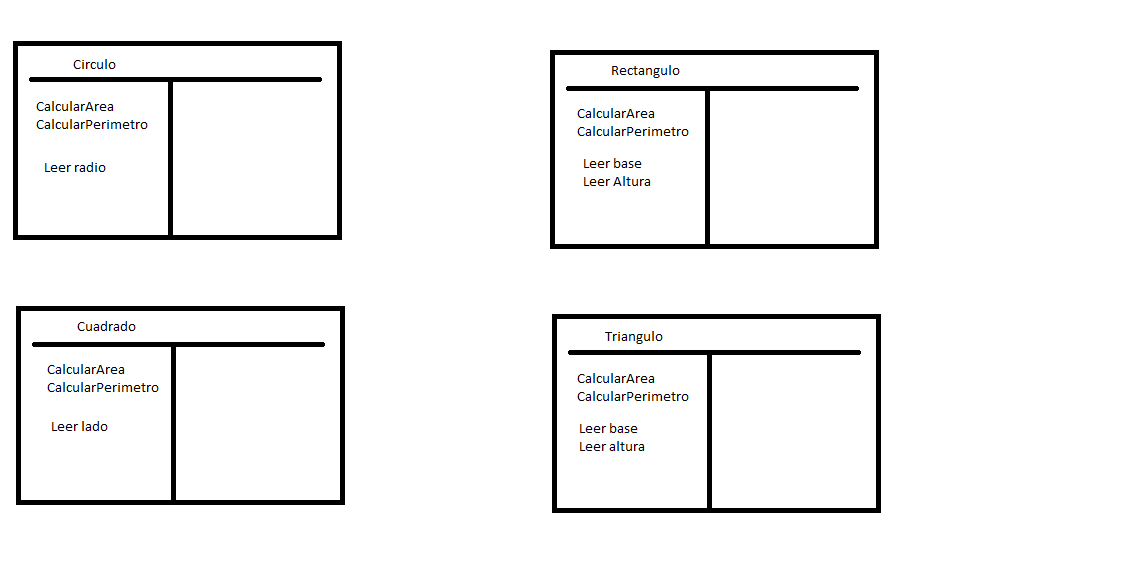 Circulo
CalcularArea
CalcularPerimetro
Leer radio
Rectangulo
CalcularArea
CalcularPerimetro
Leer base
Leer Altura
Cuadrado
CalcularArea
CalcularPerimetro
Leer lado
Triangulo
CalcularArea
CalcularPerimetro
Leer base
Leer altura